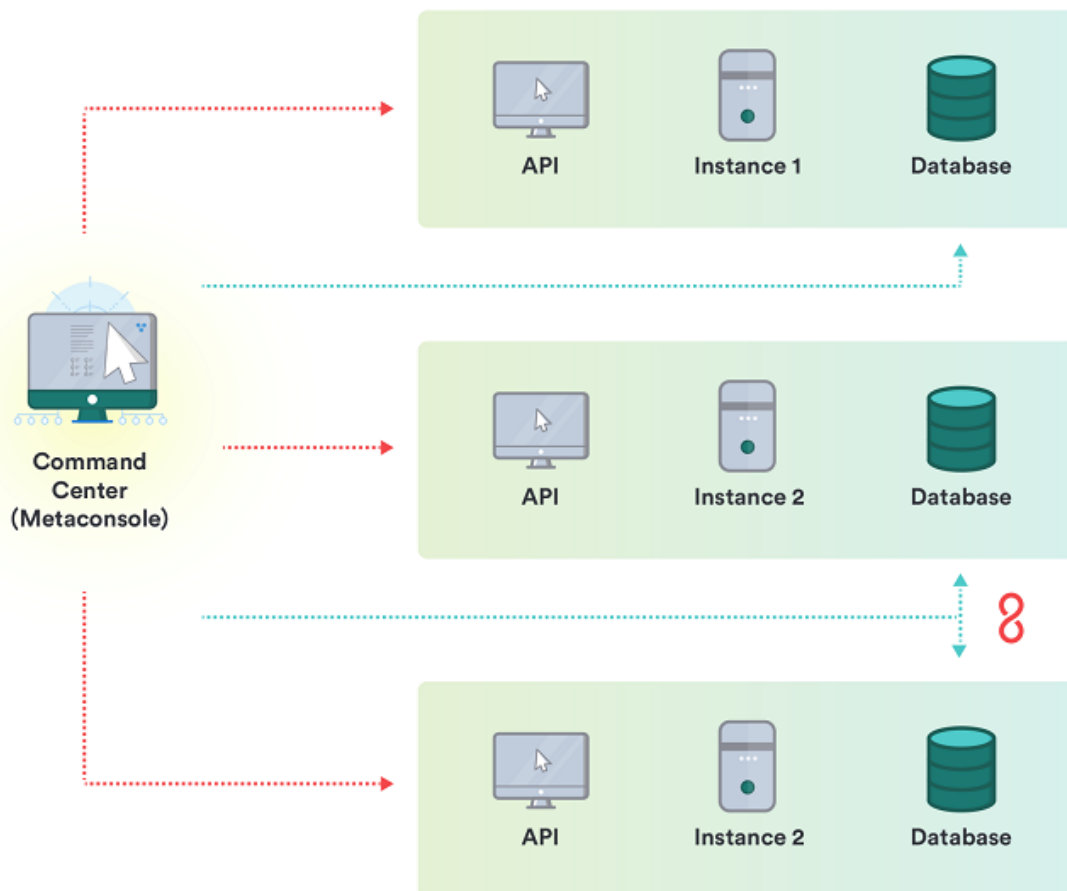 API
Instance 1
Database
Command
Center
(Metaconsole)
API
Instance 2
Database
API
Instance 2
Database